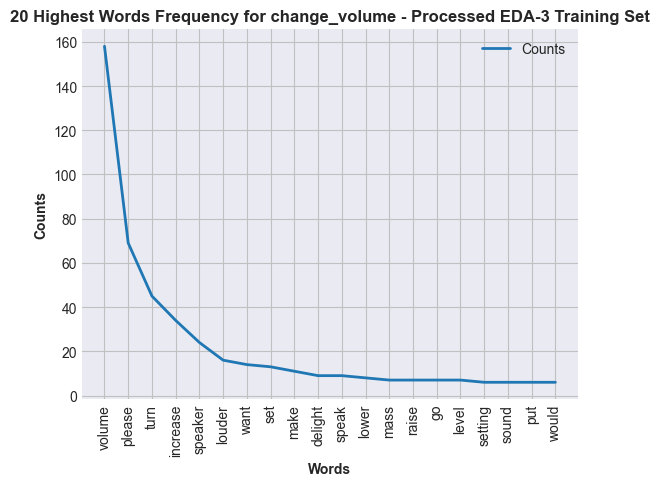 20 Highest Words Frequency for change_volume - Processed EDA-3 Training Set
Counts
160
140
120
100
80
60
40
20
0
Counts
volume
please
turn
increase
speaker
louder
want
set
make
delight
speak
lower
mass
raise
go
level
setting
sound
put
would
Words